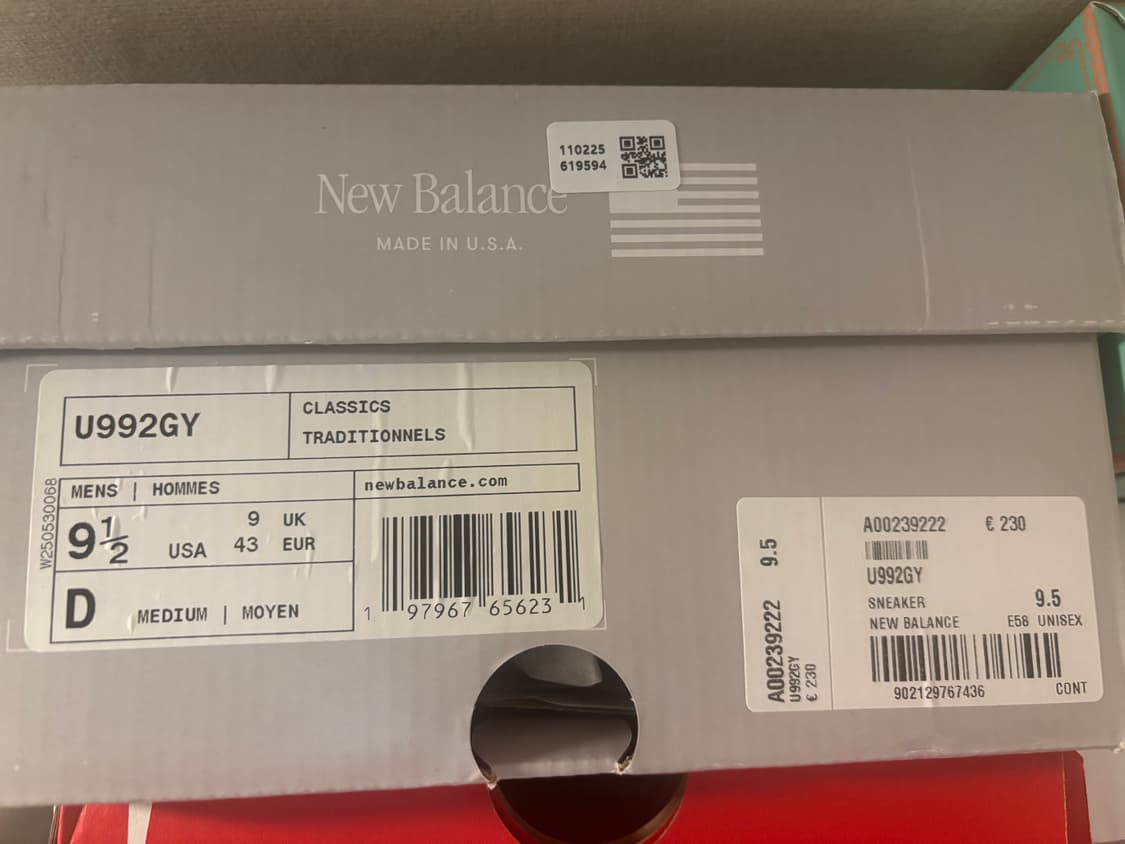 110225
619594
New Balance
MADE IN U.S.A.
U992GY
CLASSICS
TRADITIONNELS
MENS | HOMMES
newbalance.com
9 1/2 USA
9 UK
43 EUR
D MEDIUM | MOYEN
1 97967 65623 1
W250530068
9.5
A00239222
U992GY
€ 230
A00239222 € 230
U992GY
SNEAKER 9.5
NEW BALANCE E58 UNISEX
902129767436 CONT